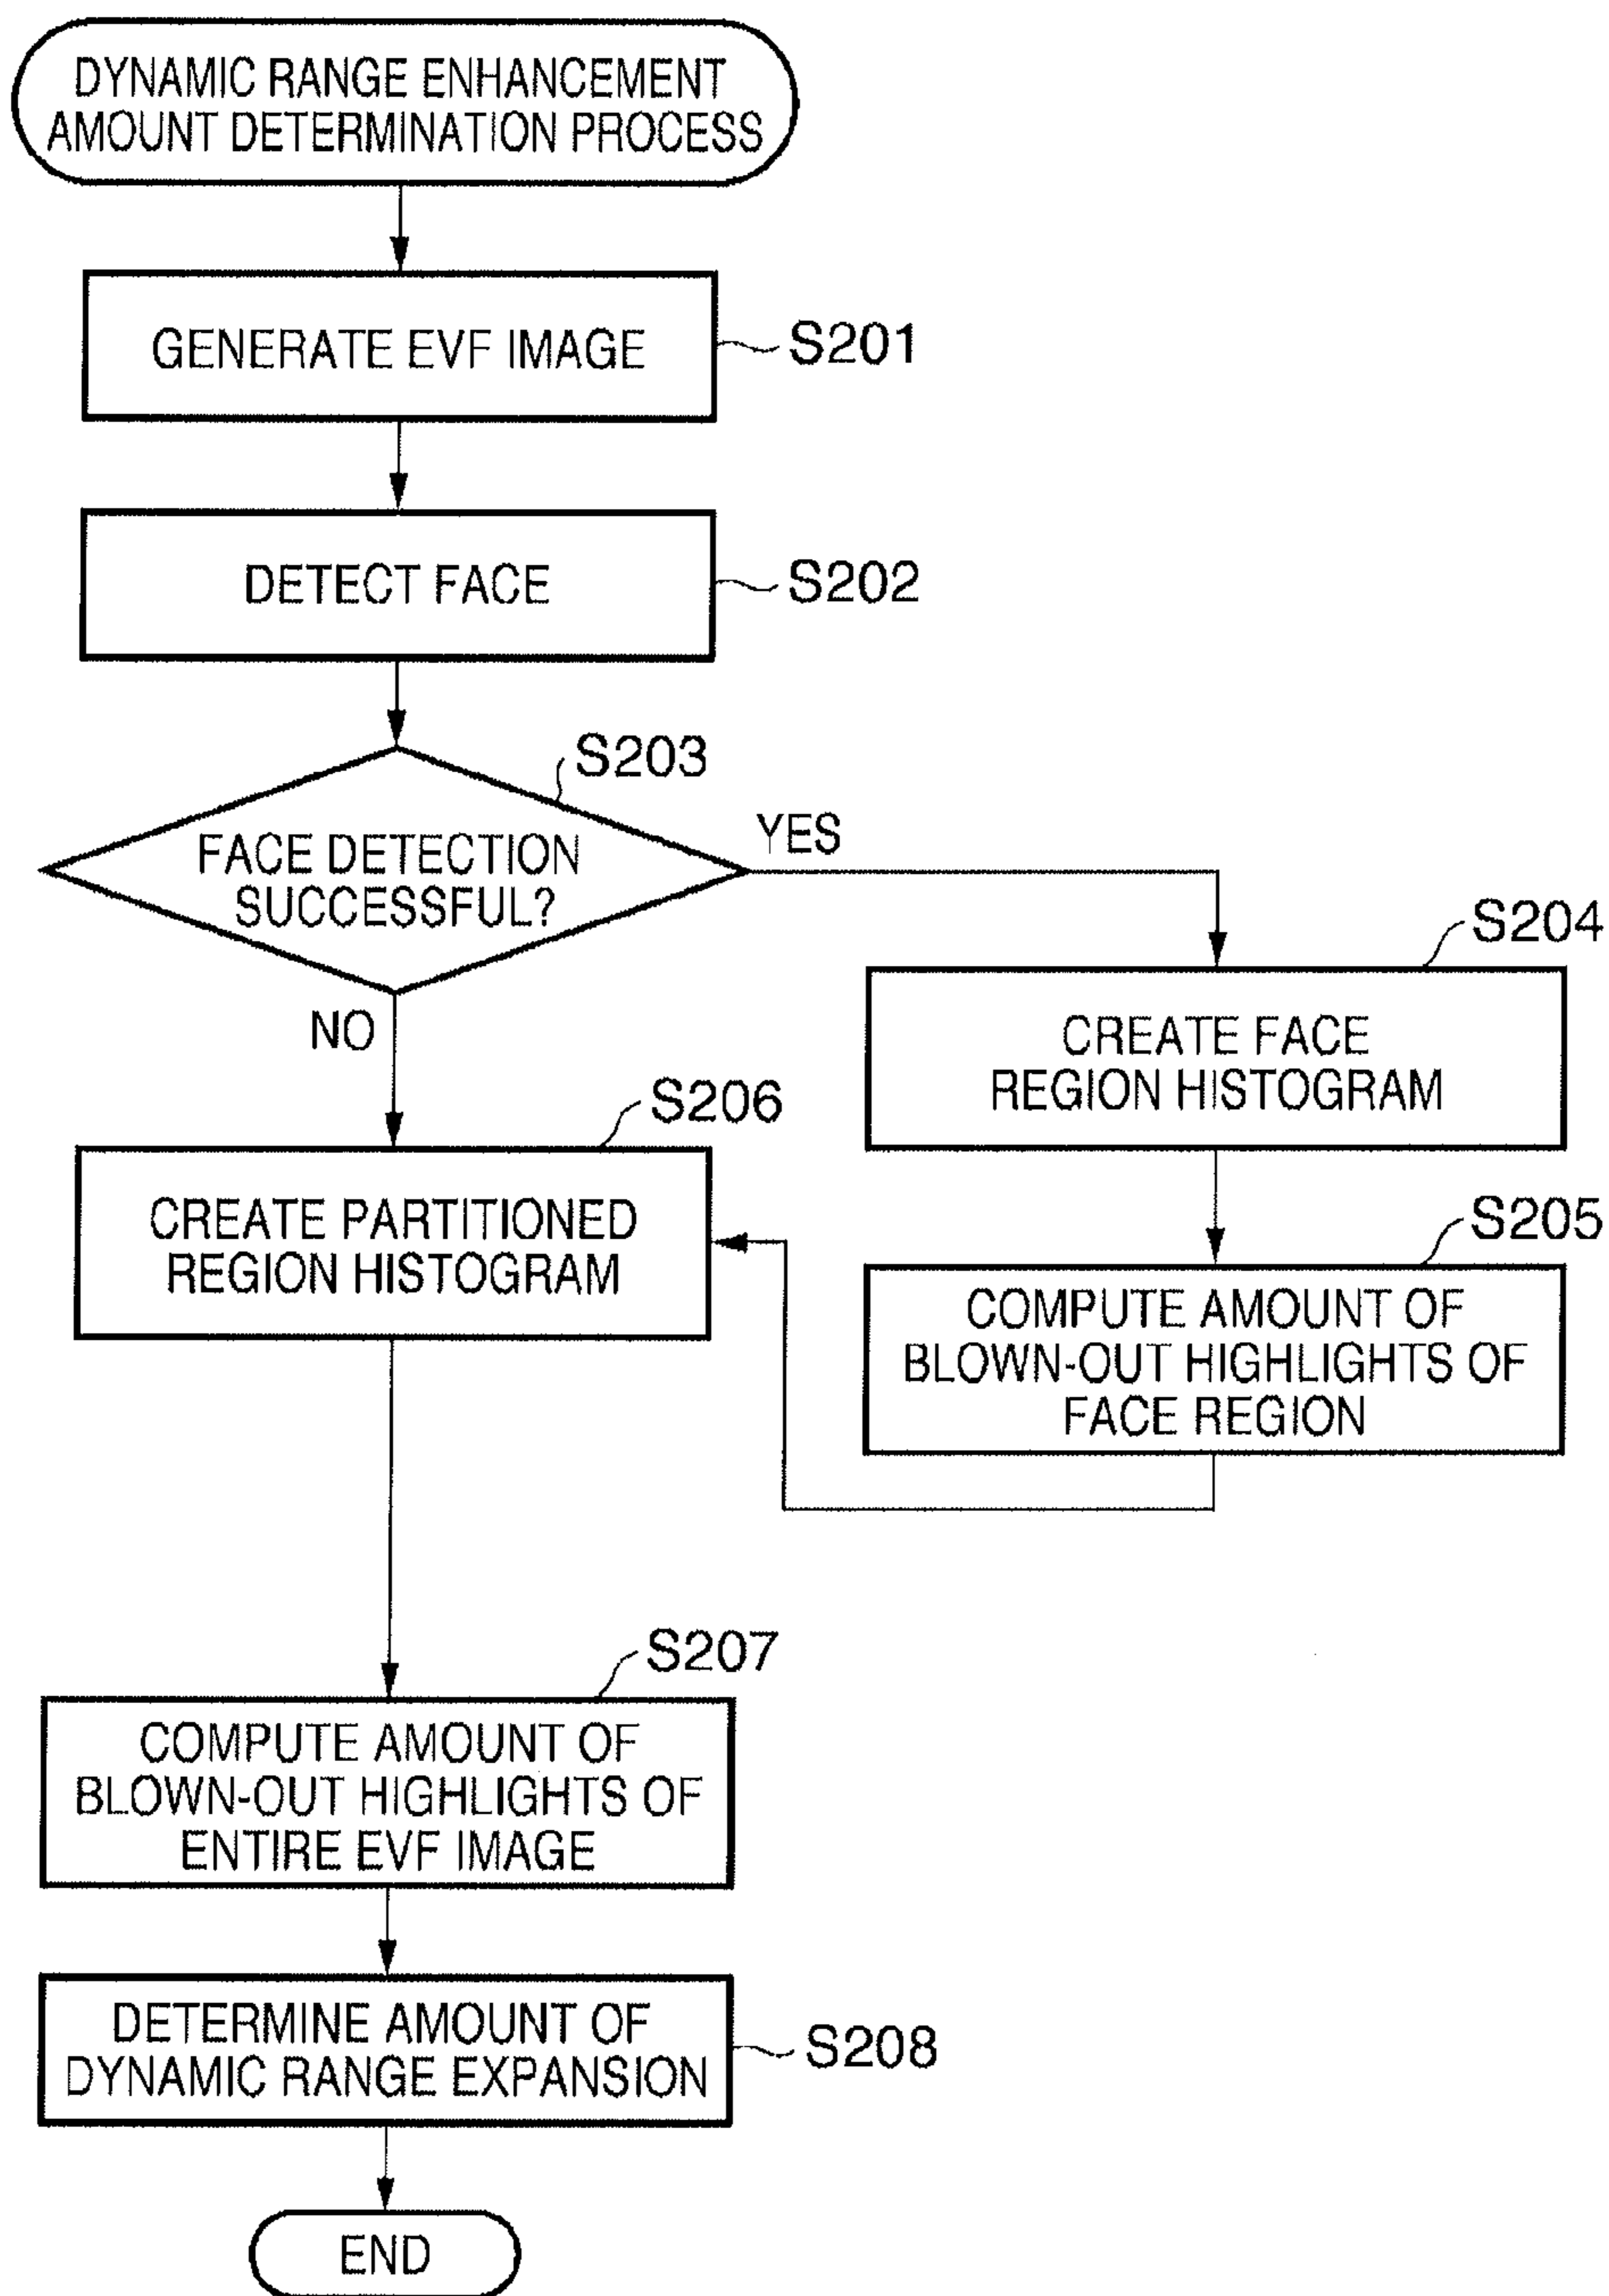 DYNAMIC RANGE ENHANCEMENT
AMOUNT DETERMINATION PROCESS
GENERATE EVF IMAGE
S201
DETECT FACE
S202
S203
FACE DETECTION
SUCCESSFUL?
YES
NO
S204
CREATE FACE
REGION HISTOGRAM
S205
COMPUTE AMOUNT OF
BLOWN-OUT HIGHLIGHTS OF
FACE REGION
S206
CREATE PARTITIONED
REGION HISTOGRAM
S207
COMPUTE AMOUNT OF
BLOWN-OUT HIGHLIGHTS OF
ENTIRE EVF IMAGE
DETERMINE AMOUNT OF
DYNAMIC RANGE EXPANSION
S208
END